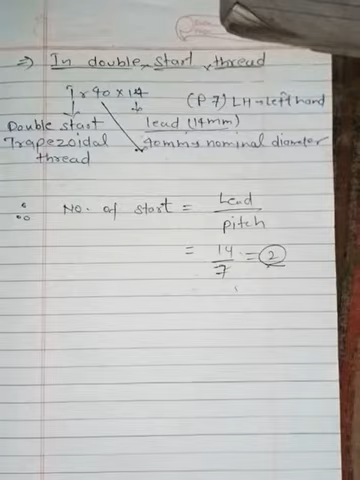 ⇒) In double start thread
Tr 40 × 14 (P 7) LH → left hand
Double start lead (14mm)
Trapezoidal 40mm → nominal diameter
thread
∴ No. of start = Lead / pitch
= 14 / 7 = 2